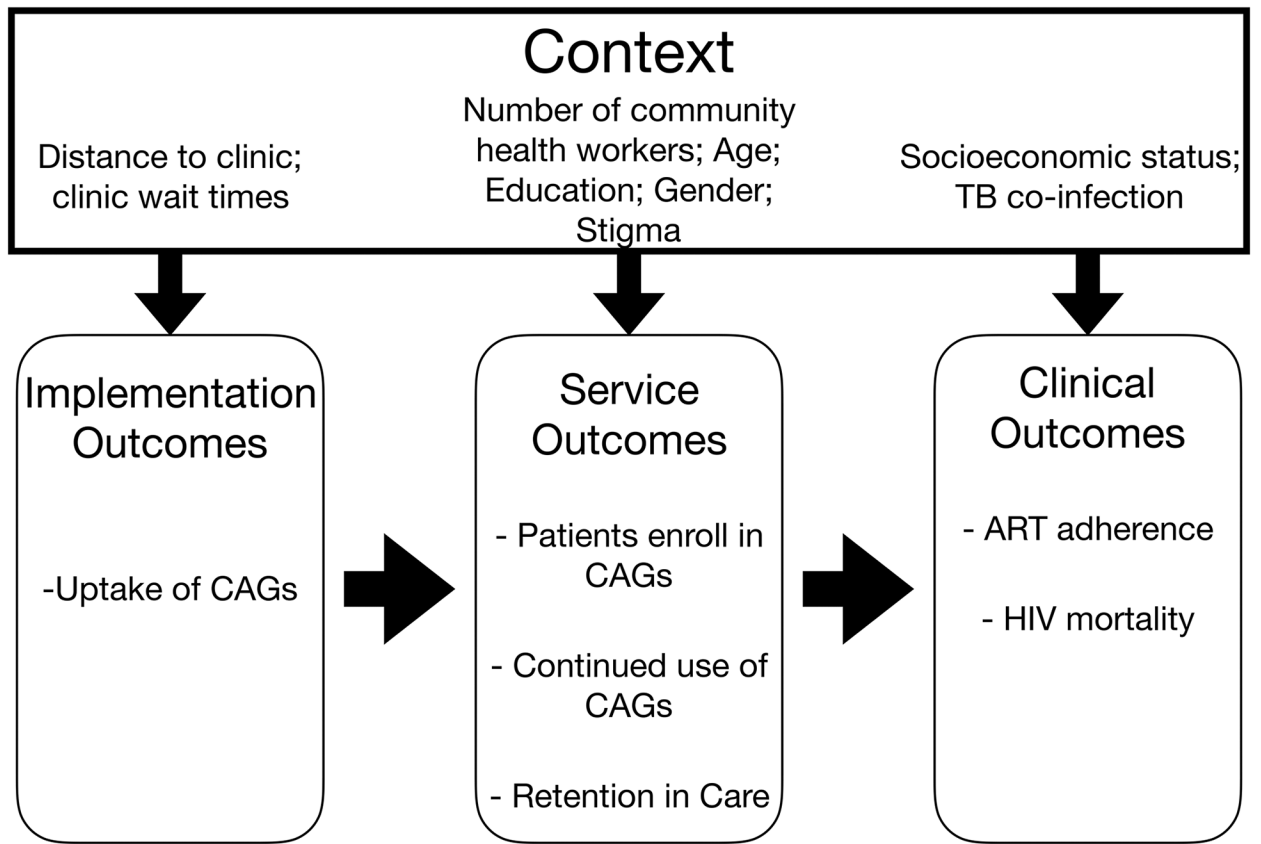 Context
Distance to clinic;
clinic wait times
Number of community
health workers; Age;
Education; Gender;
Stigma
Socioeconomic status;
TB co-infection
Implementation
Outcomes
-Uptake of CAGs
Service
Outcomes
- Patients enroll in
CAGs
- Continued use of
CAGs
- Retention in Care
Clinical
Outcomes
- ART adherence
- HIV mortality